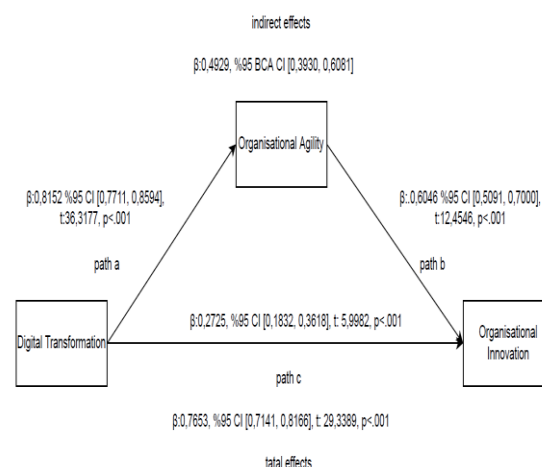 indirect effects
β:0,4929, %95 BCA CI [0,3930, 0,6081]
Organisational Agility
β:0,8152 %95 CI [0,7711, 0,8594],
t:36,3177, p<.001
β:.0,6046 %95 CI [0,5091, 0,7000],
t:12,4546, p<.001
path a
path b
Digital Transformation
β:0,2725, %95 CI [0,1832, 0,3618], t: 5,9982, p<.001
Organisational
Innovation
path c
β:0,7653, %95 CI [0,7141, 0,8166], t: 29,3389, p<.001
tatal effects